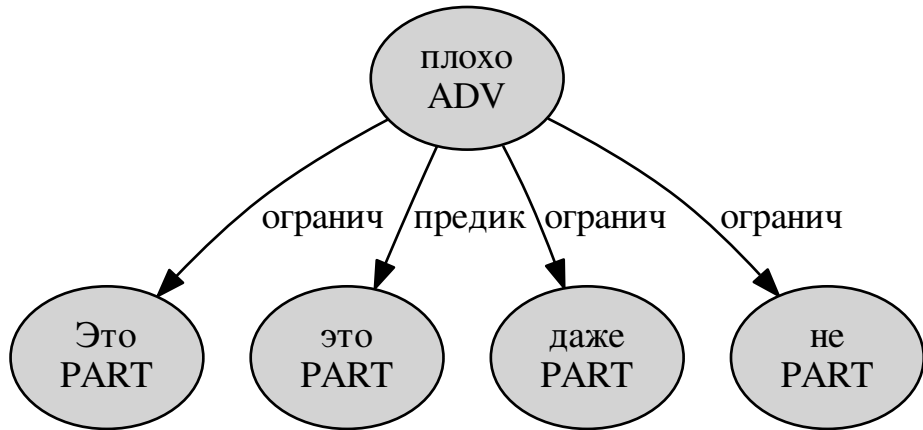 плохо
ADV
огранич
предик
огранич
огранич
Это
PART
это
PART
даже
PART
не
PART